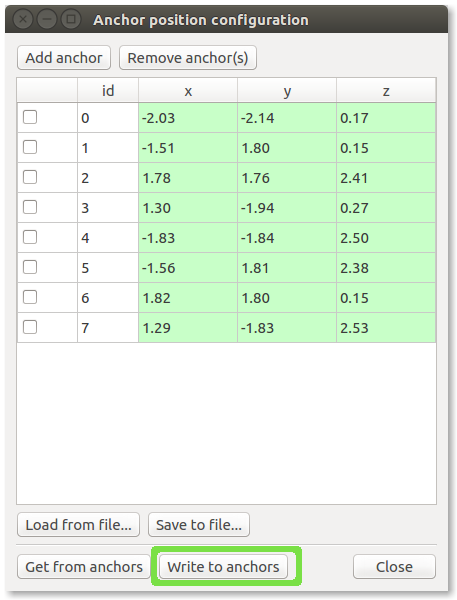 Anchor position configuration
Add anchor Remove anchor(s)
id x y z
0 -2.03 -2.14 0.17
1 -1.51 1.80 0.15
2 1.78 1.76 2.41
3 1.30 -1.94 0.27
4 -1.83 -1.84 2.50
5 -1.56 1.81 2.38
6 1.82 1.80 0.15
7 1.29 -1.83 2.53
Load from file... Save to file...
Get from anchors Write to anchors Close